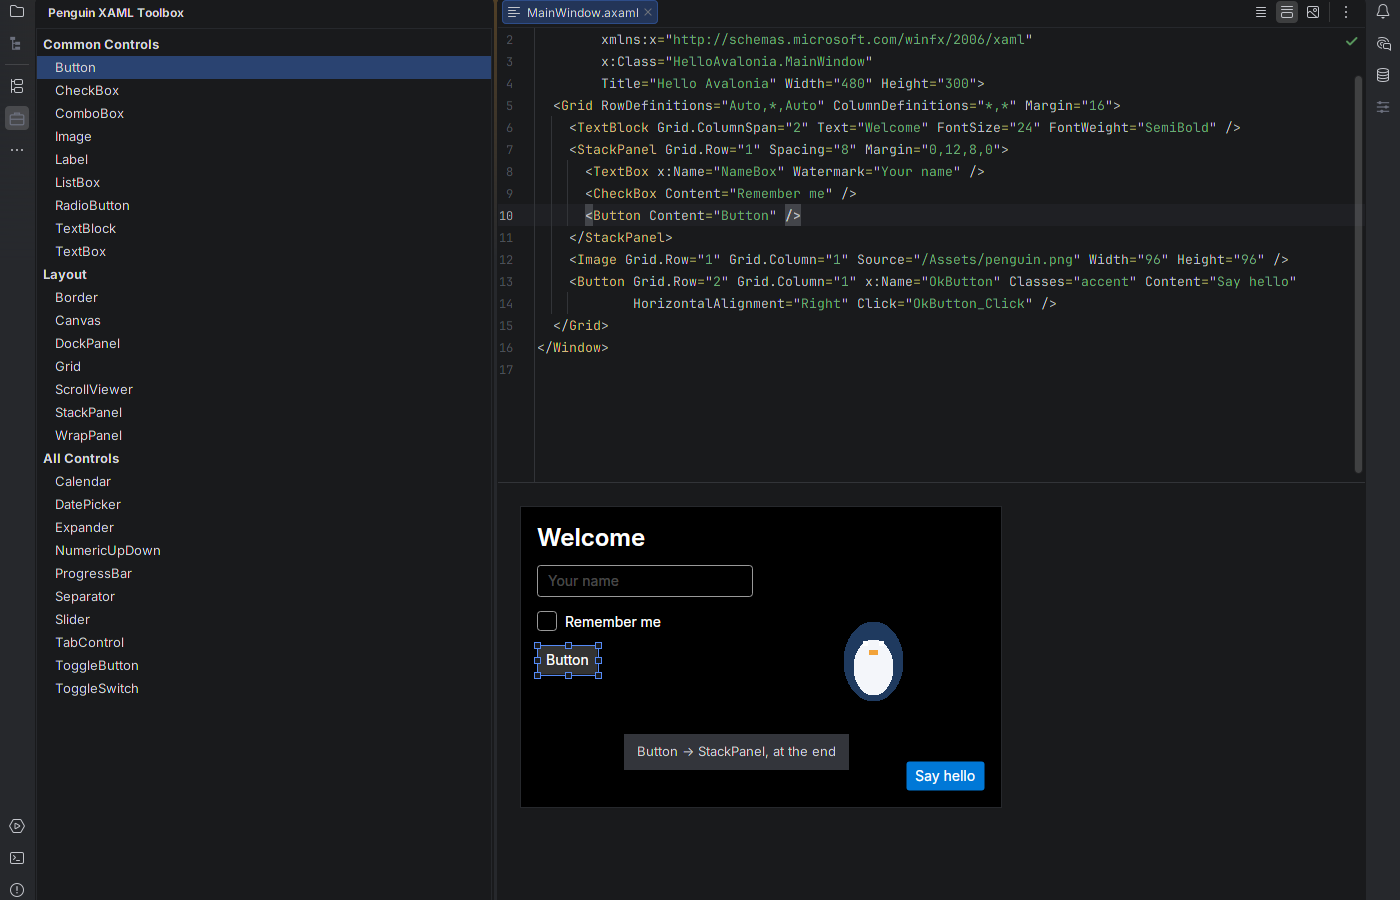 Penguin XAML Toolbox
Common Controls
Button
CheckBox
ComboBox
Image
Label
ListBox
RadioButton
TextBlock
TextBox
Layout
Border
Canvas
DockPanel
Grid
ScrollViewer
StackPanel
WrapPanel
All Controls
Calendar
DatePicker
Expander
NumericUpDown
ProgressBar
Separator
Slider
TabControl
ToggleButton
ToggleSwitch
MainWindow.axaml
2 xmlns:x="http://schemas.microsoft.com/winfx/2006/xaml"
3 x:Class="HelloAvalonia.MainWindow"
4 Title="Hello Avalonia" Width="480" Height="300">
5 <Grid RowDefinitions="Auto,*,Auto" ColumnDefinitions="*,*" Margin="16">
6 <TextBlock Grid.ColumnSpan="2" Text="Welcome" FontSize="24" FontWeight="SemiBold" />
7 <StackPanel Grid.Row="1" Spacing="8" Margin="0,12,8,0">
8 <TextBox x:Name="NameBox" Watermark="Your name" />
9 <CheckBox Content="Remember me" />
10 <Button Content="Button" />
11 </StackPanel>
12 <Image Grid.Row="1" Grid.Column="1" Source="/Assets/penguin.png" Width="96" Height="96" />
13 <Button Grid.Row="2" Grid.Column="1" x:Name="OkButton" Classes="accent" Content="Say hello"
14 HorizontalAlignment="Right" Click="OkButton_Click" />
15 </Grid>
16 </Window>
17
Welcome
Your name
Remember me
Button
Button → StackPanel, at the end
Say hello